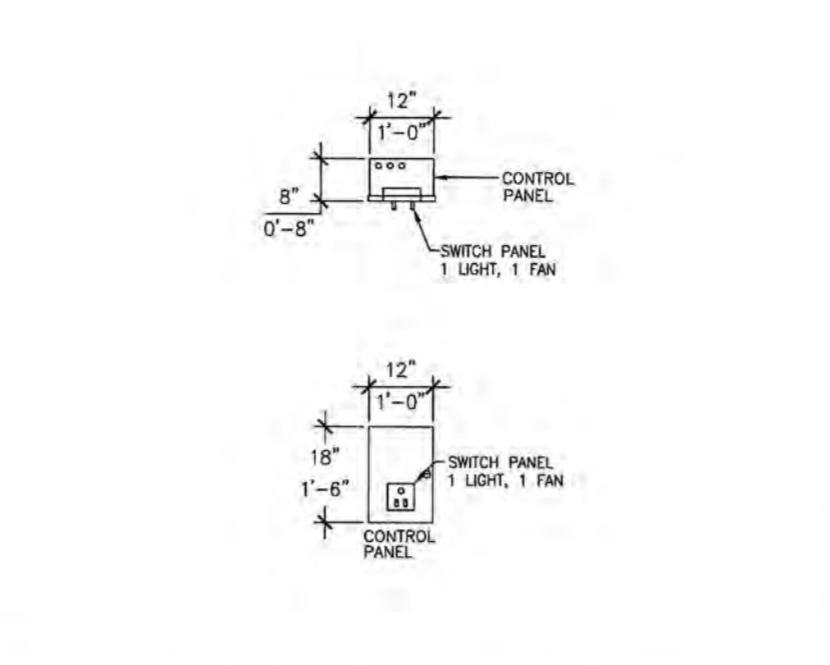 12"
1'-0"
8"
0'-8"
CONTROL
PANEL
SWITCH PANEL
1 LIGHT, 1 FAN
12"
1'-0"
18"
1'-6"
SWITCH PANEL
1 LIGHT, 1 FAN
CONTROL
PANEL